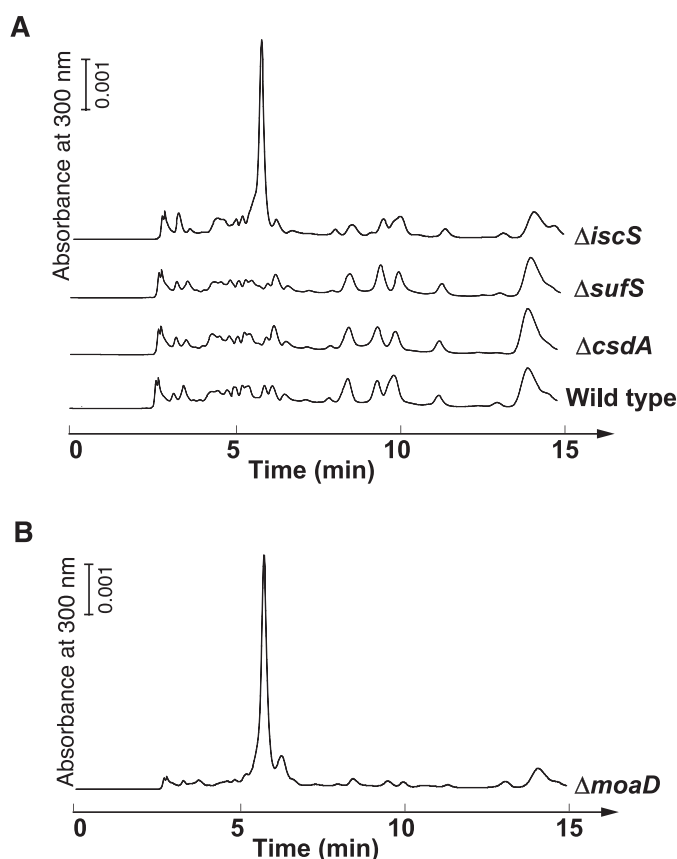 A
Absorbance at 300 nm
0.001
ΔiscS
ΔsufS
ΔcsdA
Wild type
0 5 10 15
Time (min)
B
Absorbance at 300 nm
0.001
ΔmoaD
0 5 10 15
Time (min)